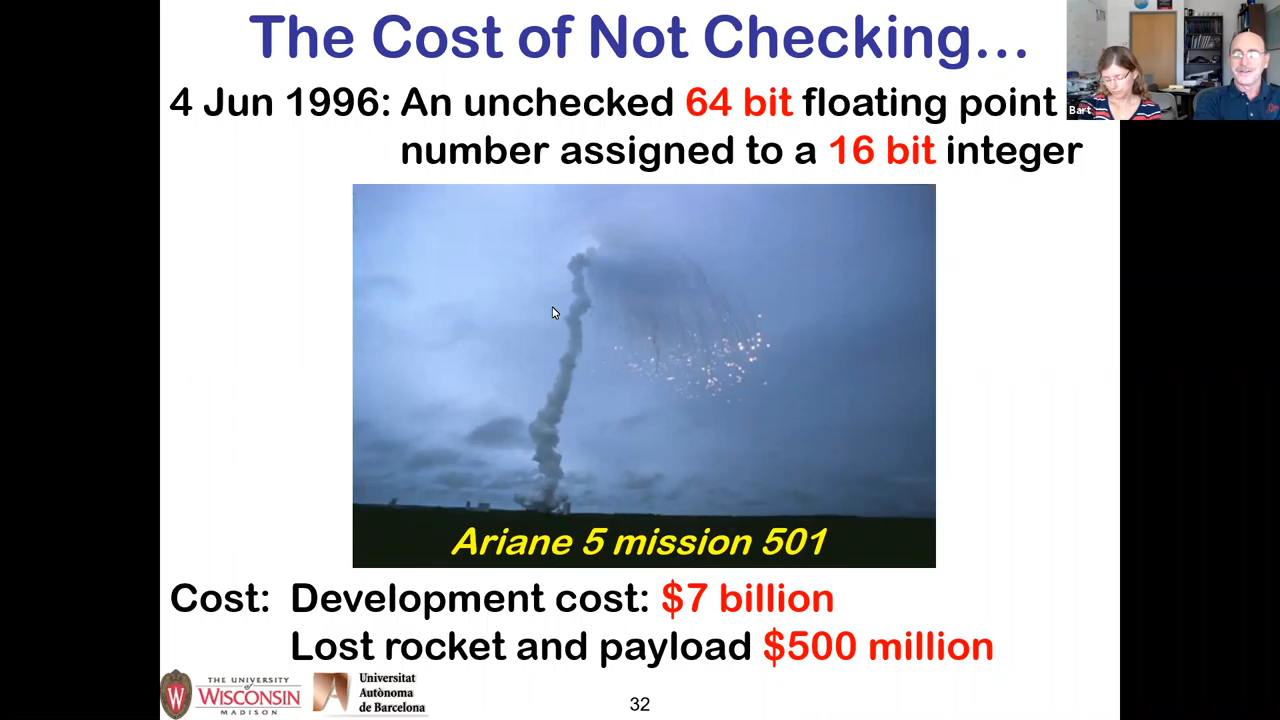 The Cost of Not Checking...
Bart
4 Jun 1996: An unchecked 64 bit floating point
number assigned to a 16 bit integer
Ariane 5 mission 501
Cost: Development cost: $7 billion
Lost rocket and payload $500 million
THE UNIVERSITY
of
WISCONSIN
MADISON
Universitat
Autònoma
de Barcelona
32